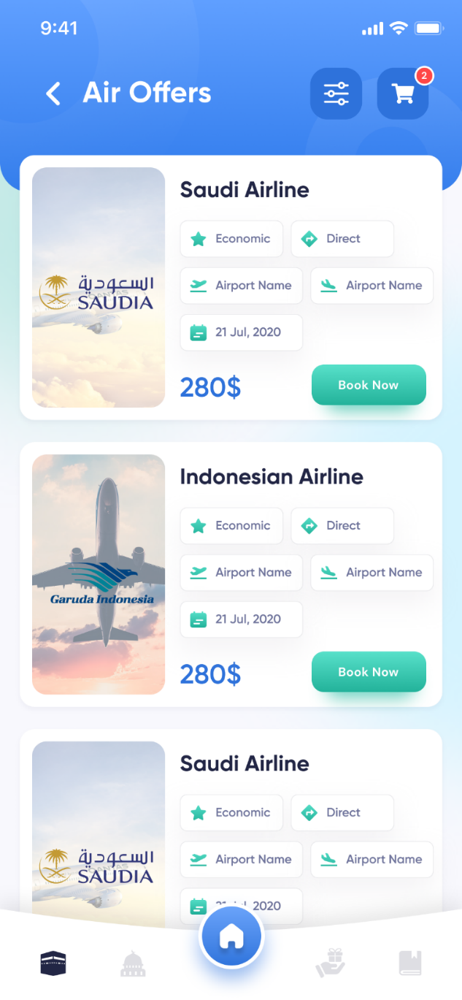 9:41
Air Offers
2
Saudi Airline
السعودية
SAUDIA
Economic
Direct
Airport Name
Airport Name
21 Jul, 2020
280$
Book Now
Indonesian Airline
Garuda Indonesia
Economic
Direct
Airport Name
Airport Name
21 Jul, 2020
280$
Book Now
Saudi Airline
السعودية
SAUDIA
Economic
Direct
Airport Name
Airport Name
2020